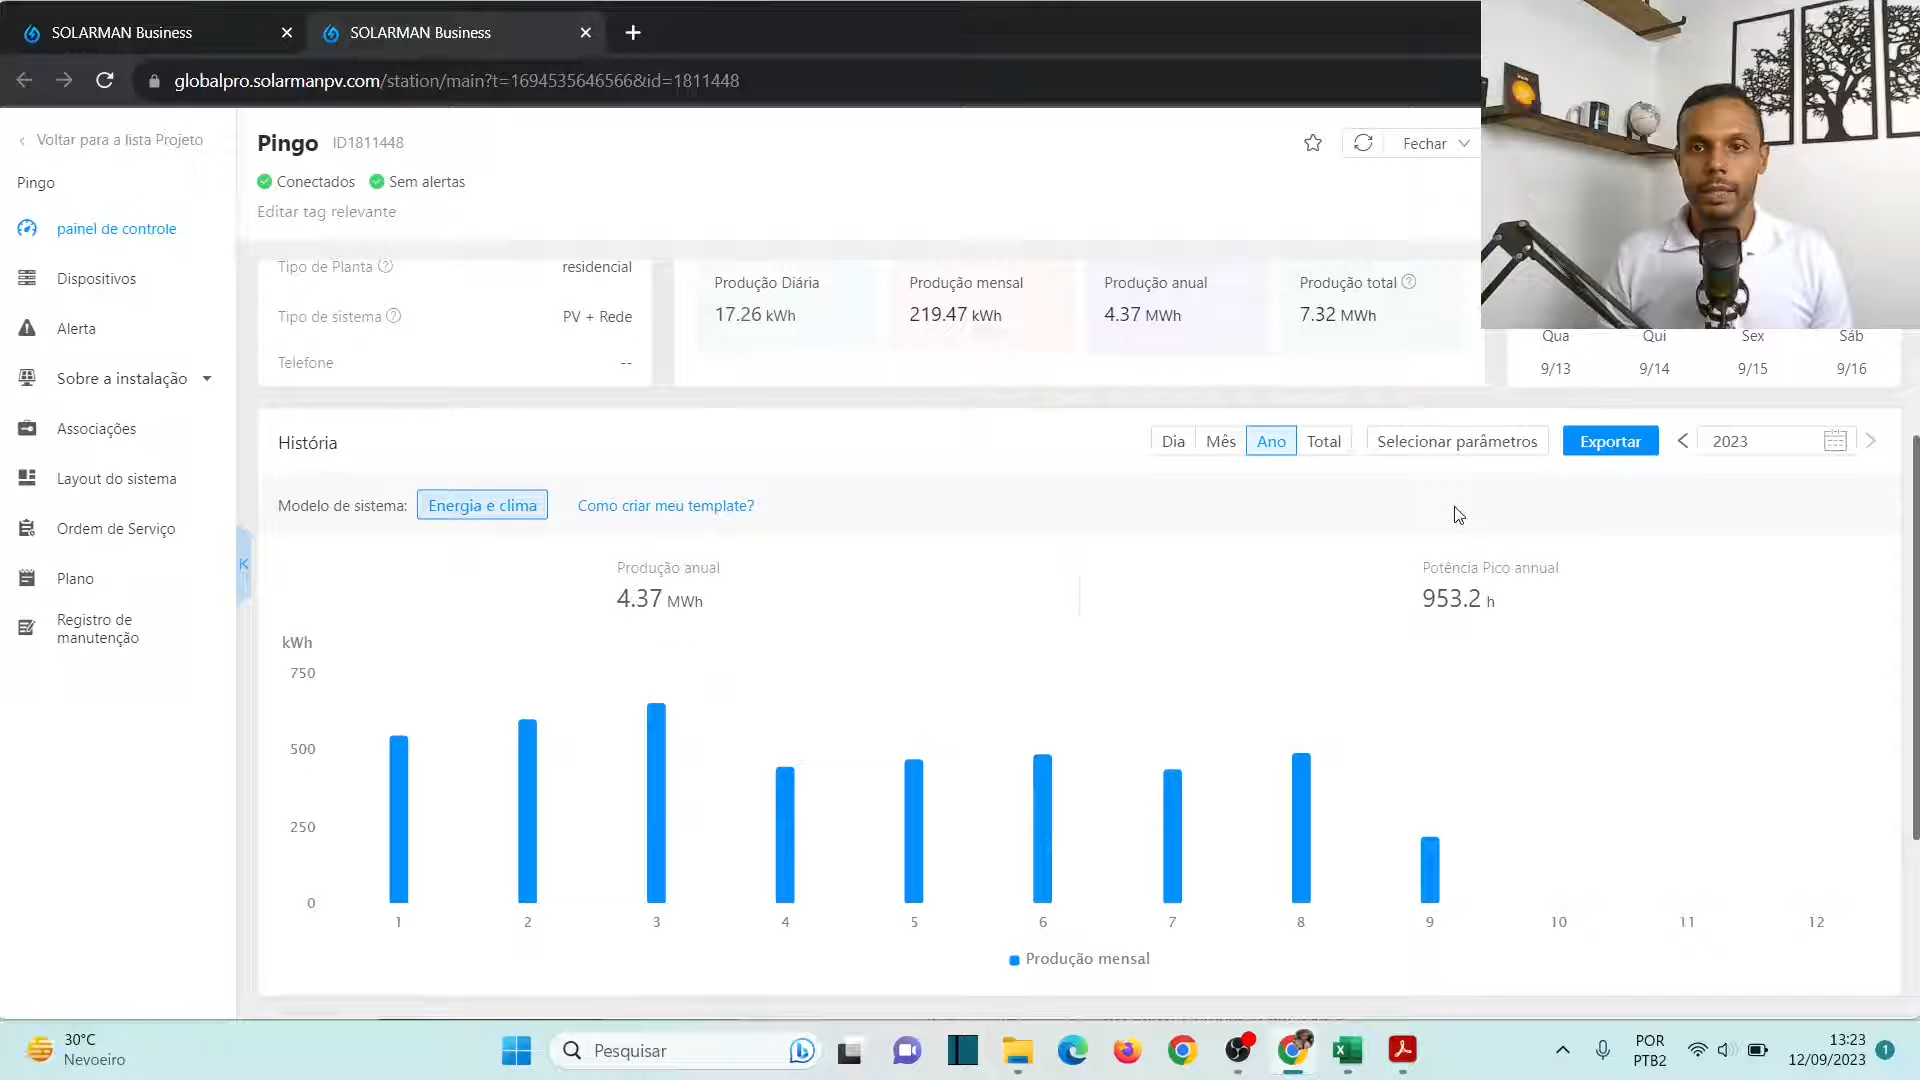 SOLARMAN Business
SOLARMAN Business
globalpro.solarmanpv.com/station/main?t=1694535646566&id=1811448
Voltar para a lista Projeto
Pingo
painel de controle
Dispositivos
Alerta
Sobre a instalação
Associações
Layout do sistema
Ordem de Serviço
Plano
Registro de
manutenção
Pingo ID1811448
Fechar
Conectados Sem alertas
Editar tag relevante
Tipo de Planta residencial
Tipo de sistema PV + Rede
Telefone --
Produção Diária
17.26 kWh
Produção mensal
219.47 kWh
Produção anual
4.37 MWh
Produção total
7.32 MWh
Qua Qui Sex Sáb
9/13 9/14 9/15 9/16
História
Dia Mês Ano Total Selecionar parâmetros Exportar 2023
Modelo de sistema: Energia e clima Como criar meu template?
Produção anual
4.37 MWh
Potência Pico annual
953.2 h
kWh
750
500
250
0
1 2 3 4 5 6 7 8 9 10 11 12
Produção mensal
30°C
Nevoeiro
Pesquisar
POR
PTB2
13:23
12/09/2023
1